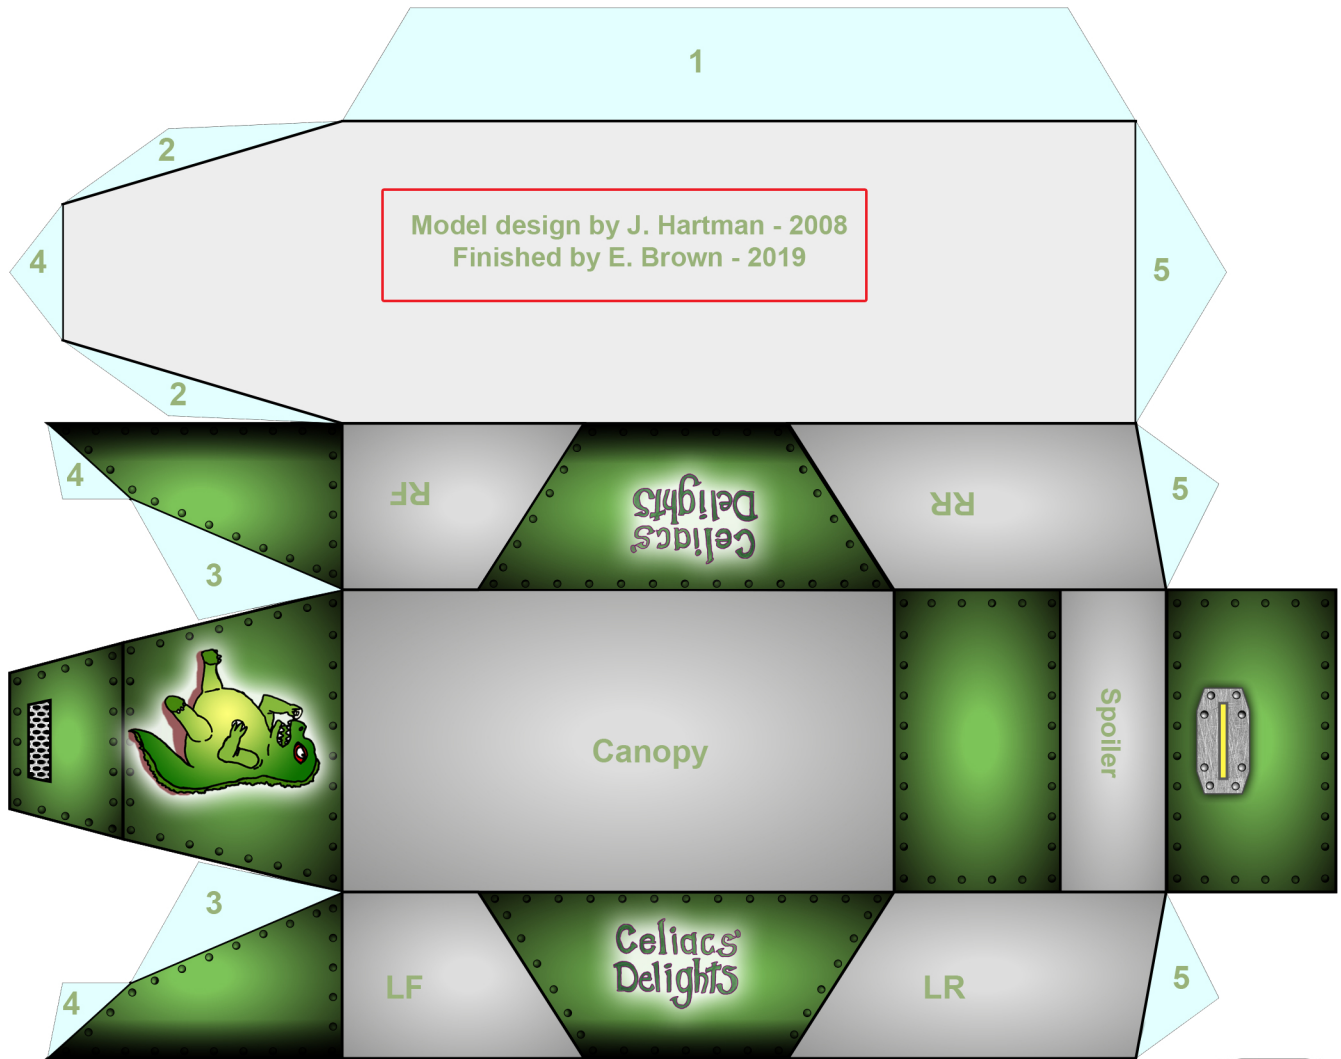 1
2
Model design by J. Hartman - 2008
Finished by E. Brown - 2019
4
5
2
4
RF
Celiacs'
Delights
RR
5
3
Canopy
Spoiler
3
4
LF
Celiacs'
Delights
LR
5